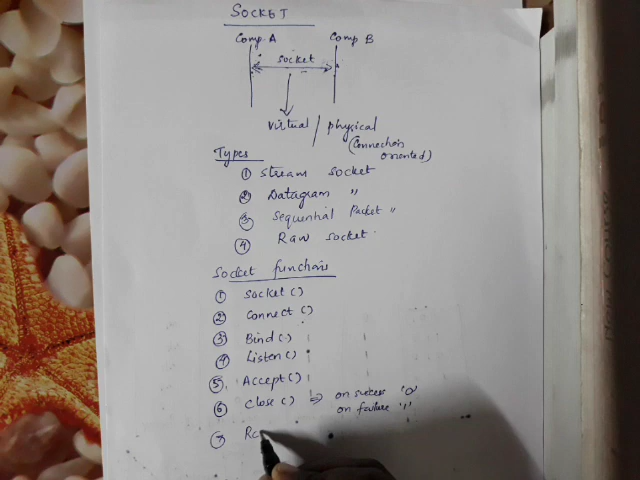 SOCKET
Comp A Comp B
socket
virtual / physical
(Connection
oriented)
Types
① Stream socket
② Datagram "
③ Sequential Packet "
④ Raw socket
Socket functions
① Socket ()
② Connect ()
③ Bind ()
④ Listen ()
⑤ Accept ()
⑥ close () ⇒ on success '0'
on failure '1'
⑦ Rc